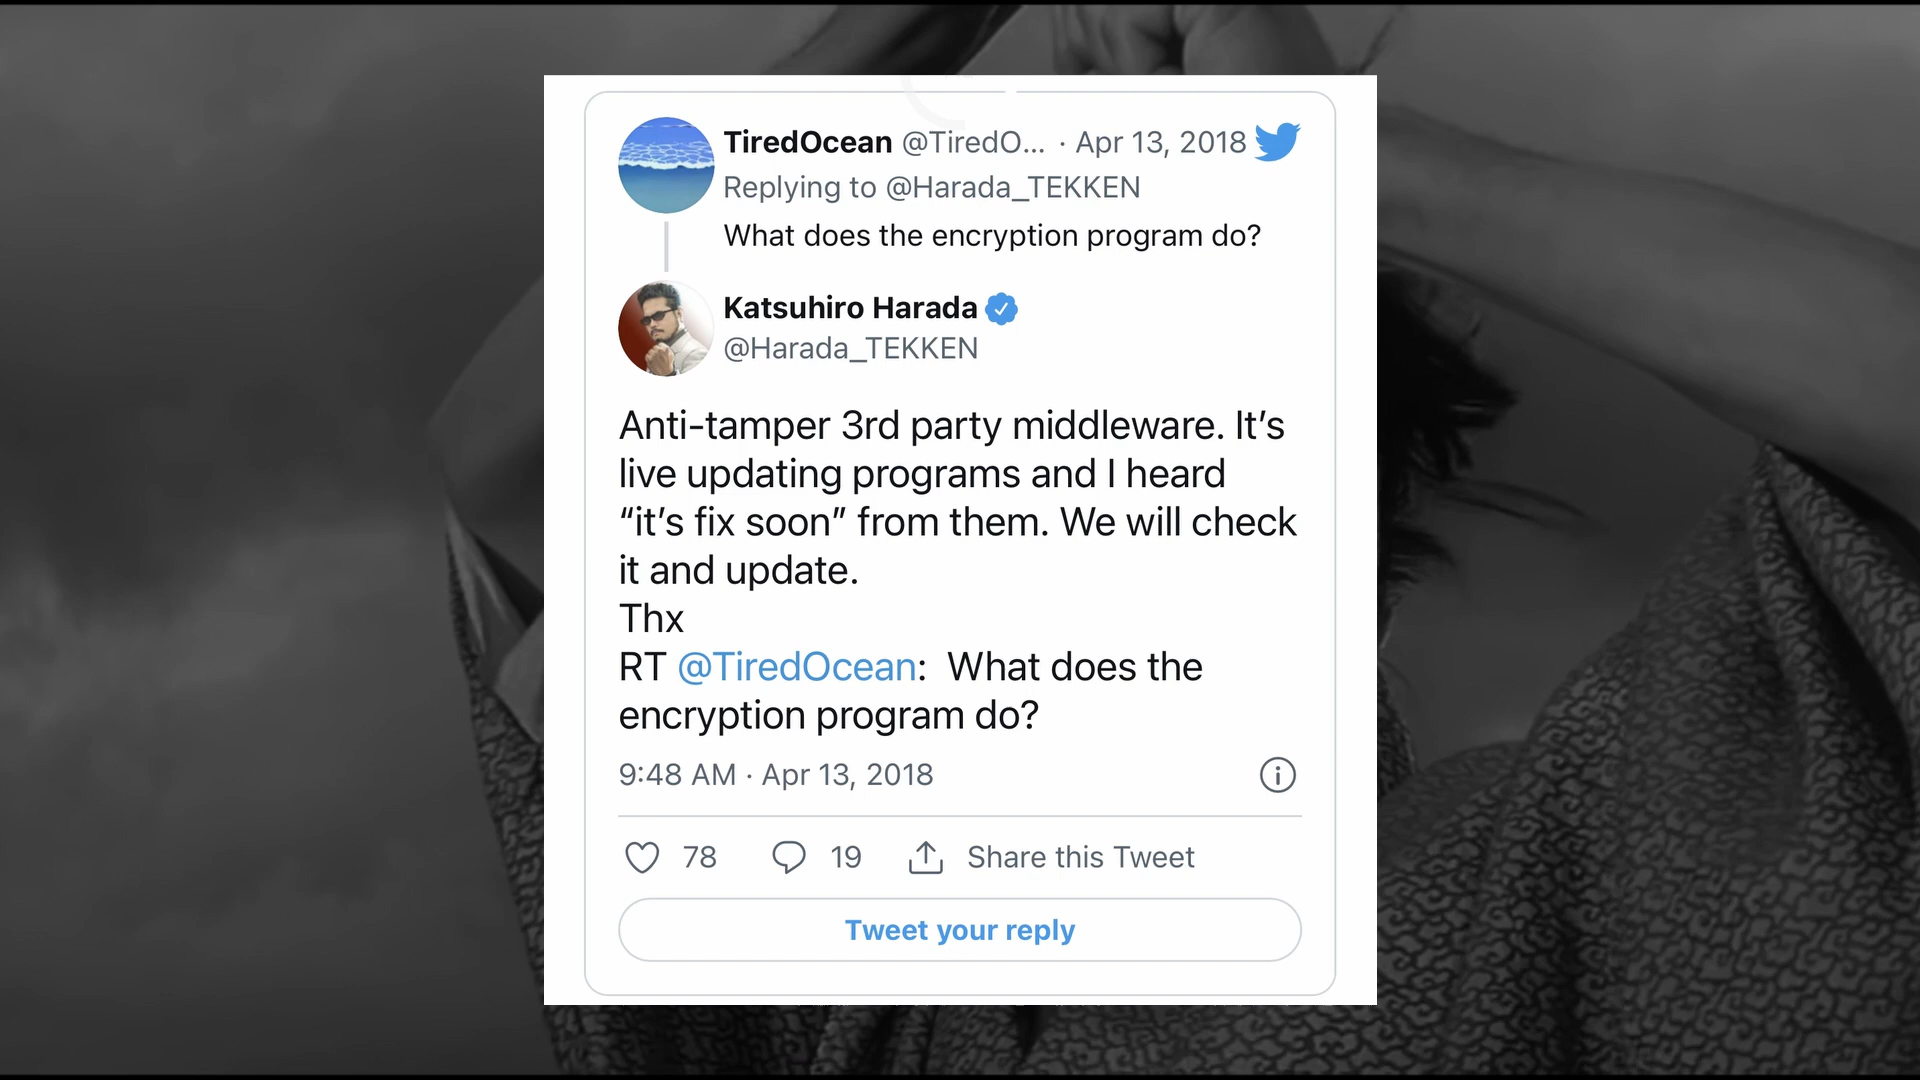 TiredOcean @TiredO... · Apr 13, 2018
Replying to @Harada_TEKKEN
What does the encryption program do?
Katsuhiro Harada
@Harada_TEKKEN
Anti-tamper 3rd party middleware. It’s
live updating programs and I heard
“it’s fix soon” from them. We will check
it and update.
Thx
RT @TiredOcean:  What does the
encryption program do?
9:48 AM · Apr 13, 2018
78 19 Share this Tweet
Tweet your reply